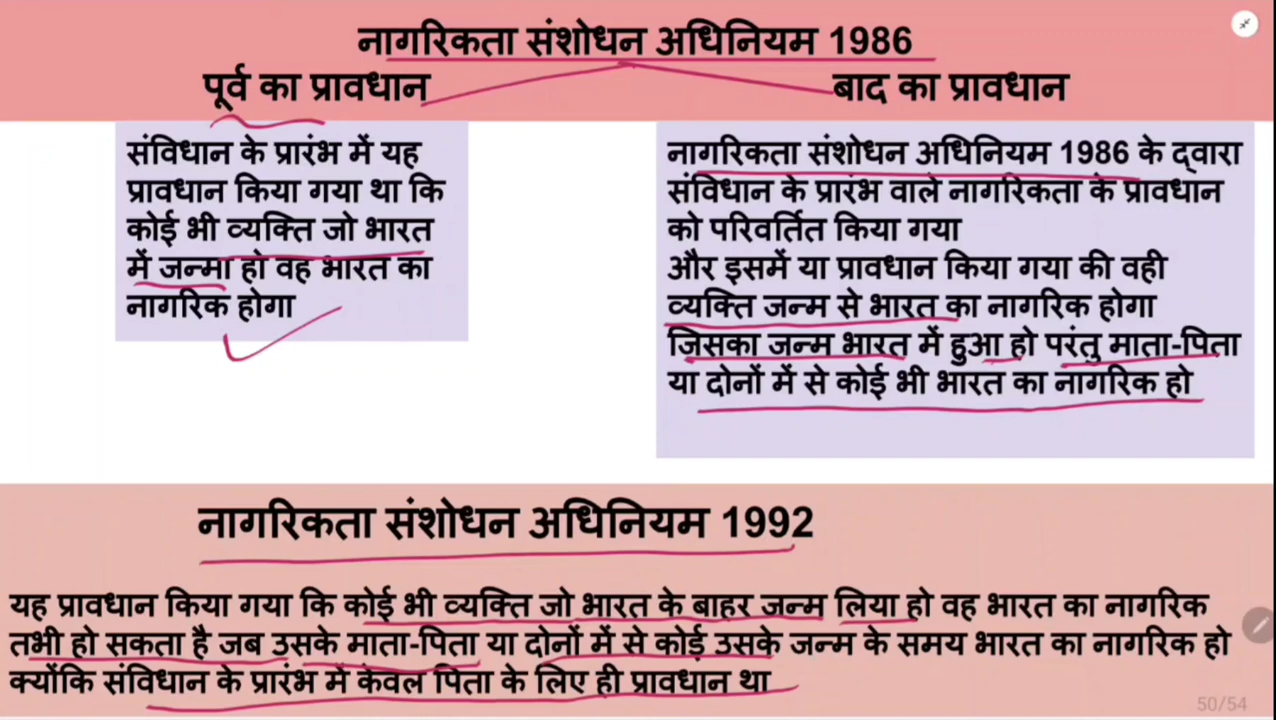 नागरिकता संशोधन अधिनियम 1986
पूर्व का प्रावधान
बाद का प्रावधान
संविधान के प्रारंभ में यह
प्रावधान किया गया था कि
कोई भी व्यक्ति जो भारत
में जन्मा हो वह भारत का
नागरिक होगा
नागरिकता संशोधन अधिनियम 1986 के द्वारा
संविधान के प्रारंभ वाले नागरिकता के प्रावधान
को परिवर्तित किया गया
और इसमें या प्रावधान किया गया की वही
व्यक्ति जन्म से भारत का नागरिक होगा
जिसका जन्म भारत में हुआ हो परंतु माता-पिता
या दोनों में से कोई भी भारत का नागरिक हो
नागरिकता संशोधन अधिनियम 1992
यह प्रावधान किया गया कि कोई भी व्यक्ति जो भारत के बाहर जन्म लिया हो वह भारत का नागरिक
तभी हो सकता है जब उसके माता-पिता या दोनों में से कोई उसके जन्म के समय भारत का नागरिक हो
क्योंकि संविधान के प्रारंभ में केवल पिता के लिए ही प्रावधान था
50/54